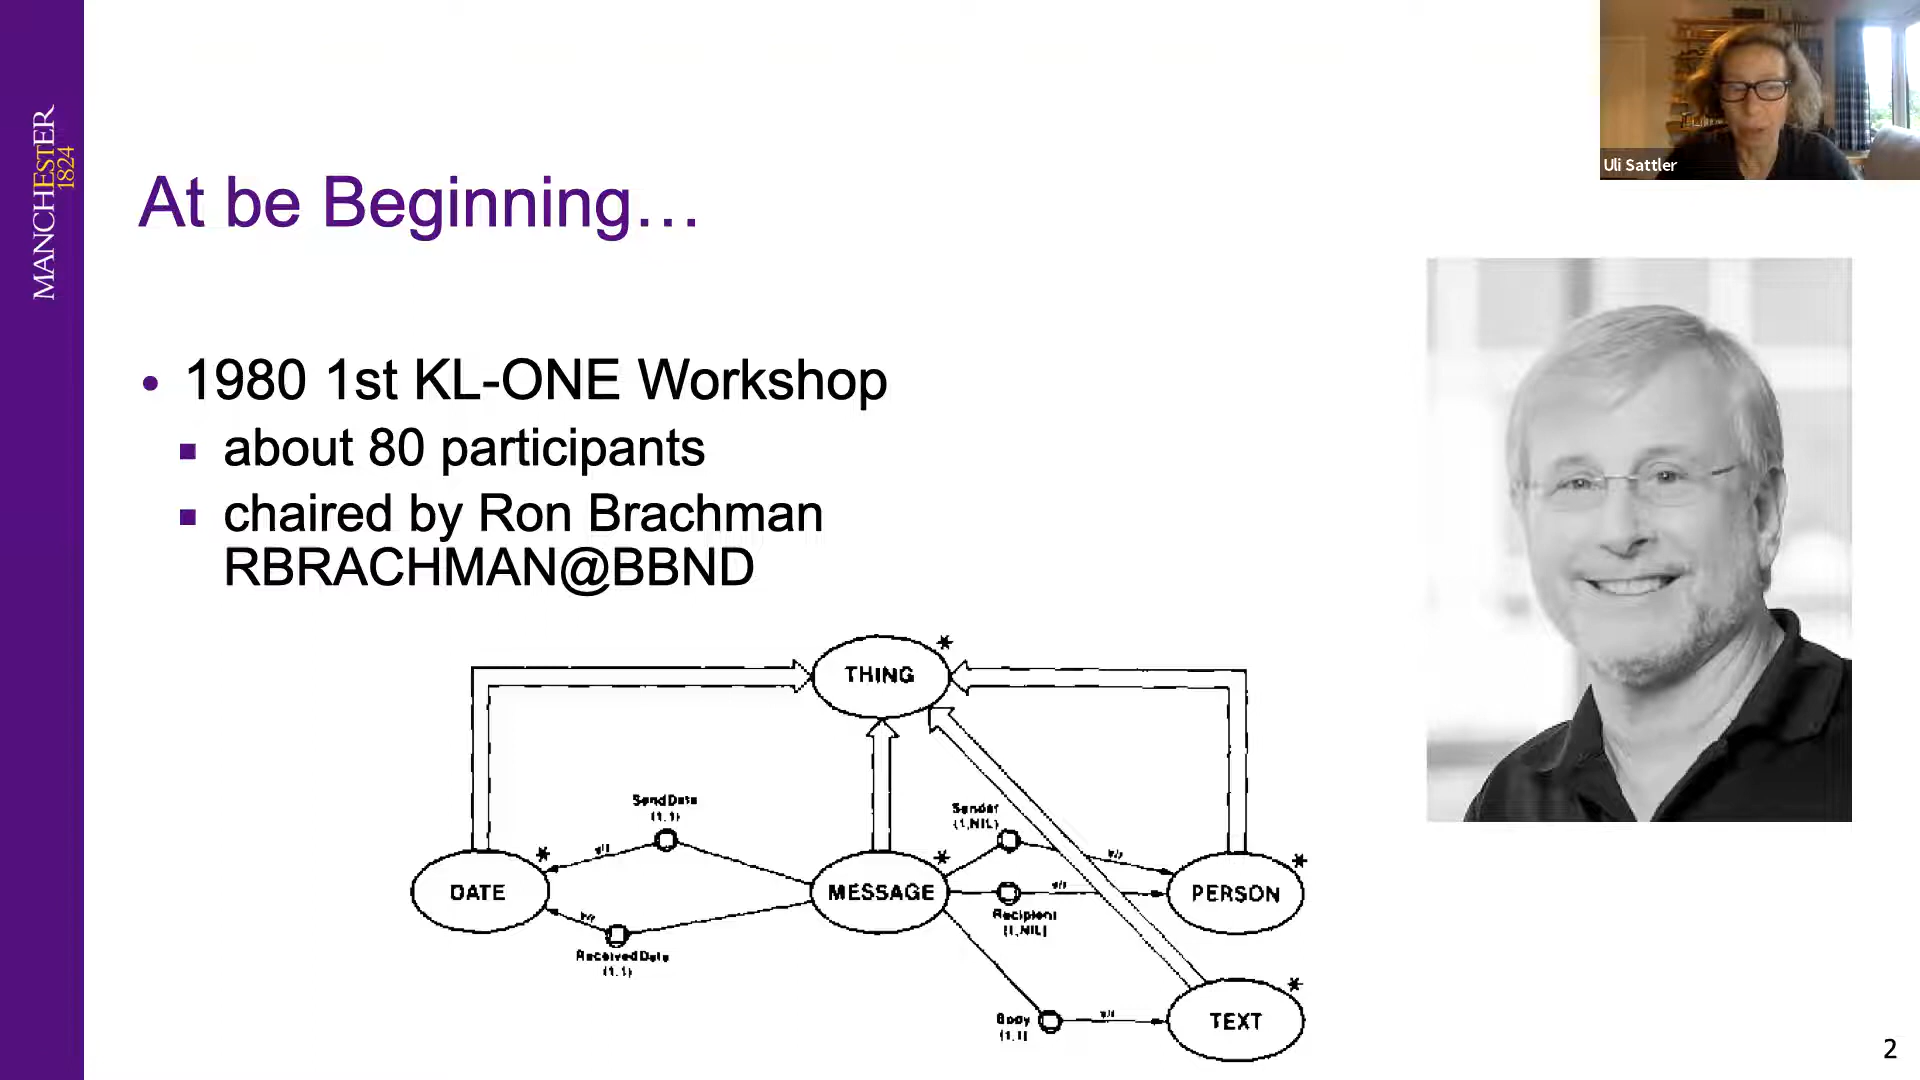 MANCHESTER
1824
Uli Sattler
At be Beginning…
• 1980 1st KL-ONE Workshop
▪ about 80 participants
▪ chaired by Ron Brachman
RBRACHMAN@BBND
THING
*
SendDate
(1,1)
Sender
(1,NIL)
v/r
v/r
DATE
*
MESSAGE
*
v/r
PERSON
*
Recipient
(1,NIL)
v/r
ReceivedDate
(1,1)
Body
(1,1)
v/r
TEXT
*
2